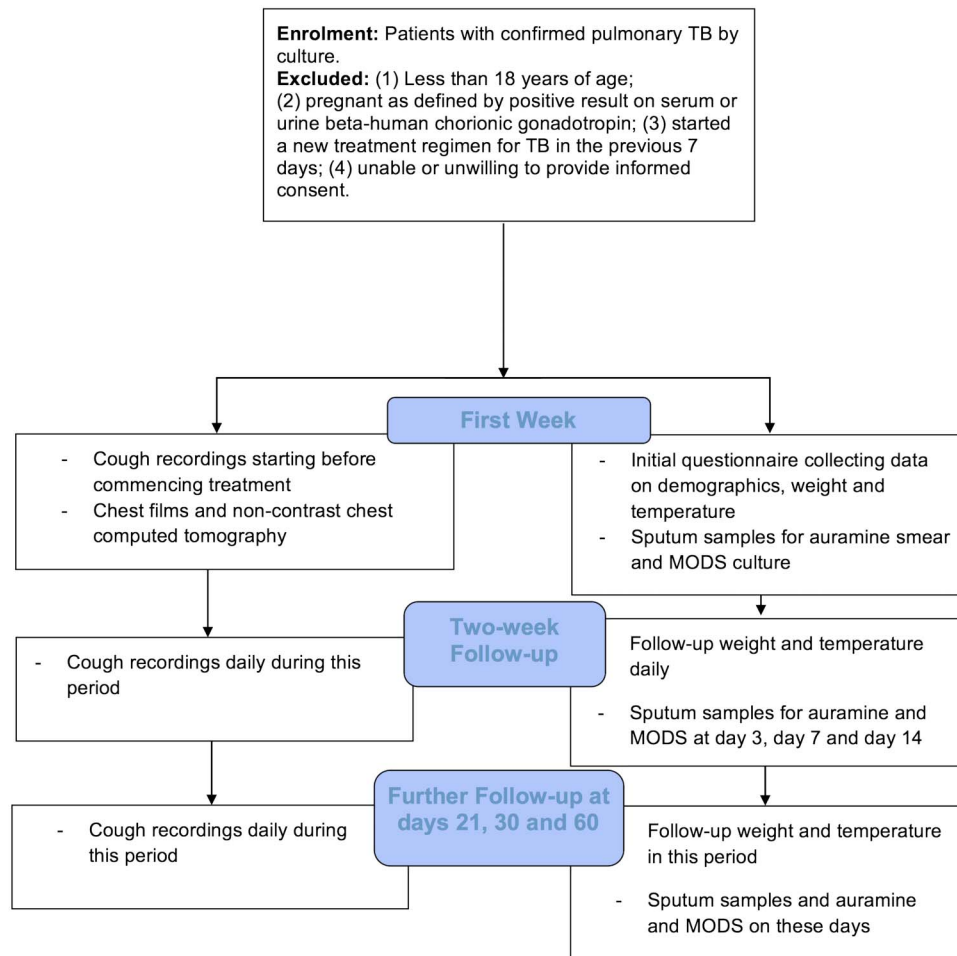 Enrolment: Patients with confirmed pulmonary TB by
culture.
Excluded: (1) Less than 18 years of age;
(2) pregnant as defined by positive result on serum or
urine beta-human chorionic gonadotropin; (3) started
a new treatment regimen for TB in the previous 7
days; (4) unable or unwilling to provide informed
consent.
First Week
- Cough recordings starting before
commencing treatment
- Chest films and non-contrast chest
computed tomography
- Initial questionnaire collecting data
on demographics, weight and
temperature
- Sputum samples for auramine smear
and MODS culture
Two-week
Follow-up
- Cough recordings daily during this
period
Follow-up weight and temperature
daily
- Sputum samples for auramine and
MODS at day 3, day 7 and day 14
Further Follow-up at
days 21, 30 and 60
- Cough recordings daily during
this period
Follow-up weight and temperature
in this period
- Sputum samples and auramine
and MODS on these days